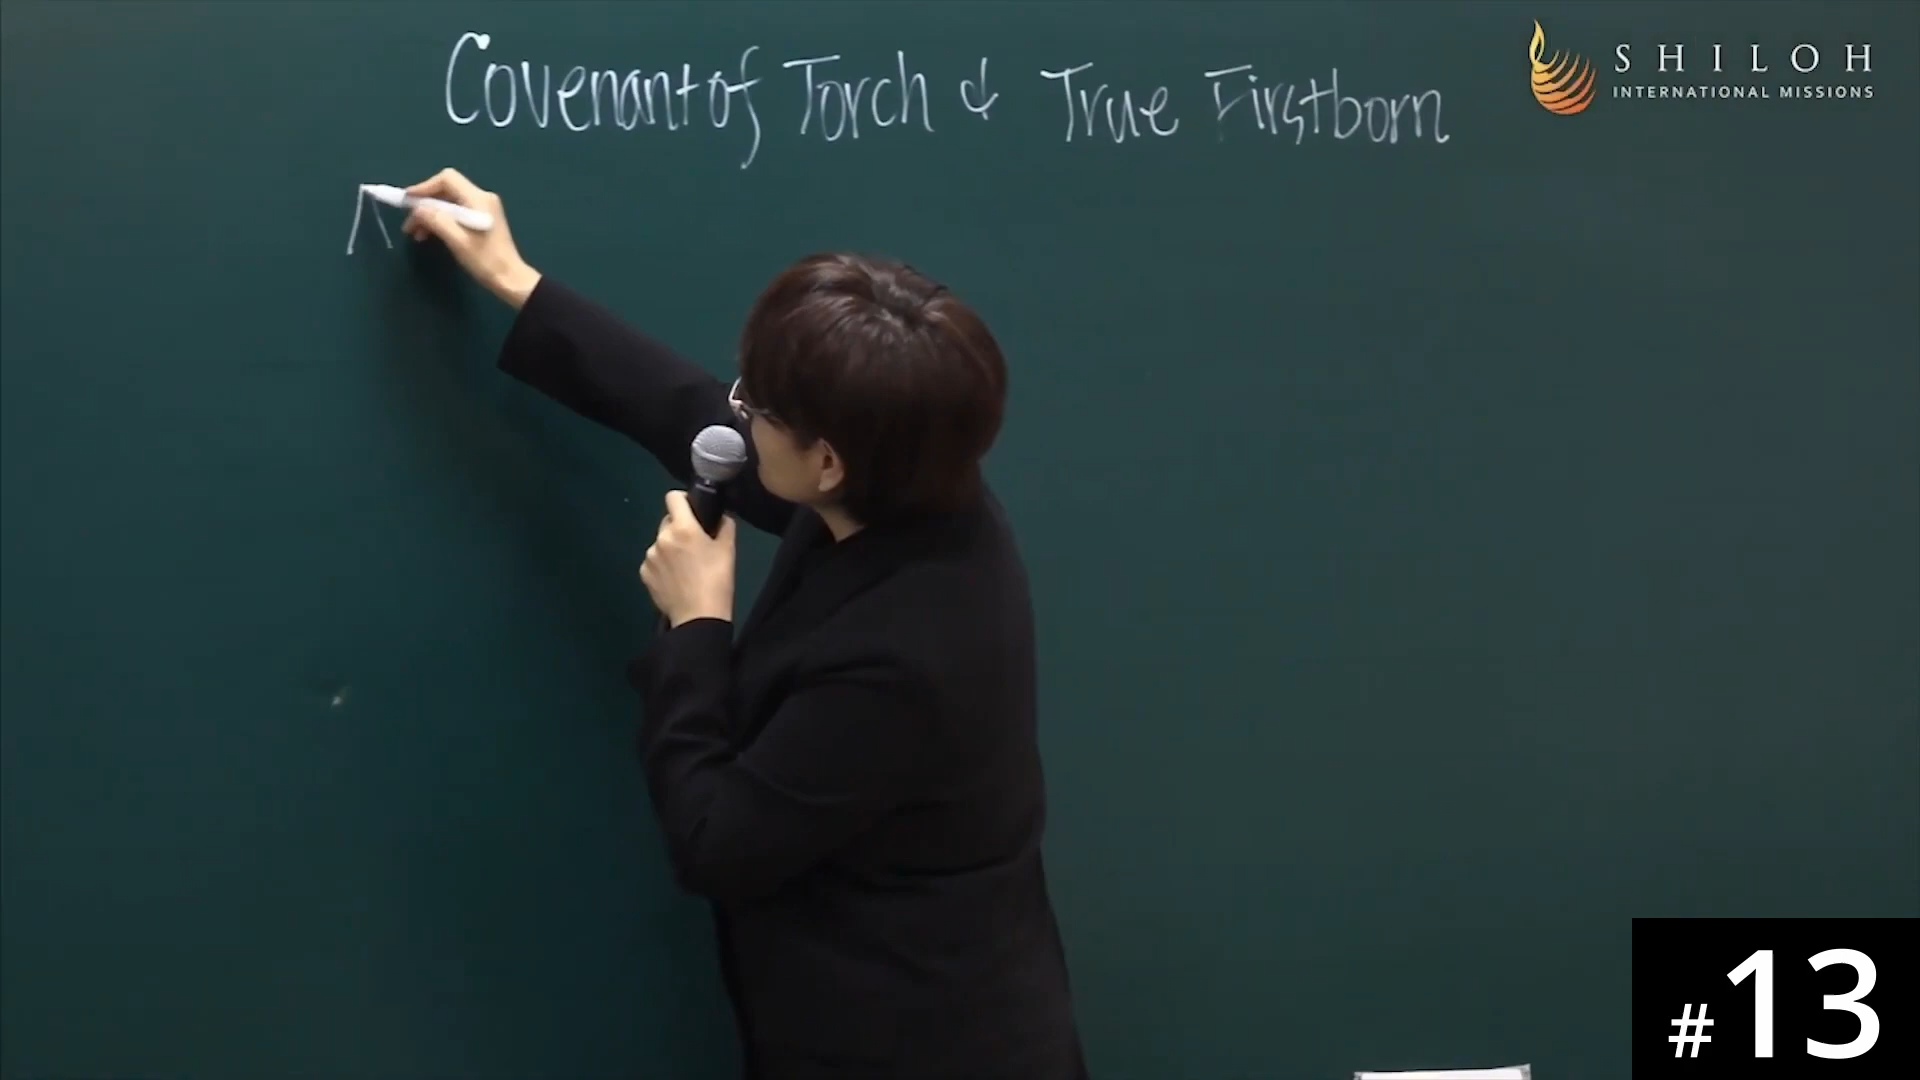 Covenant of Torch & True Firstborn
SHILOH
INTERNATIONAL MISSIONS
#13